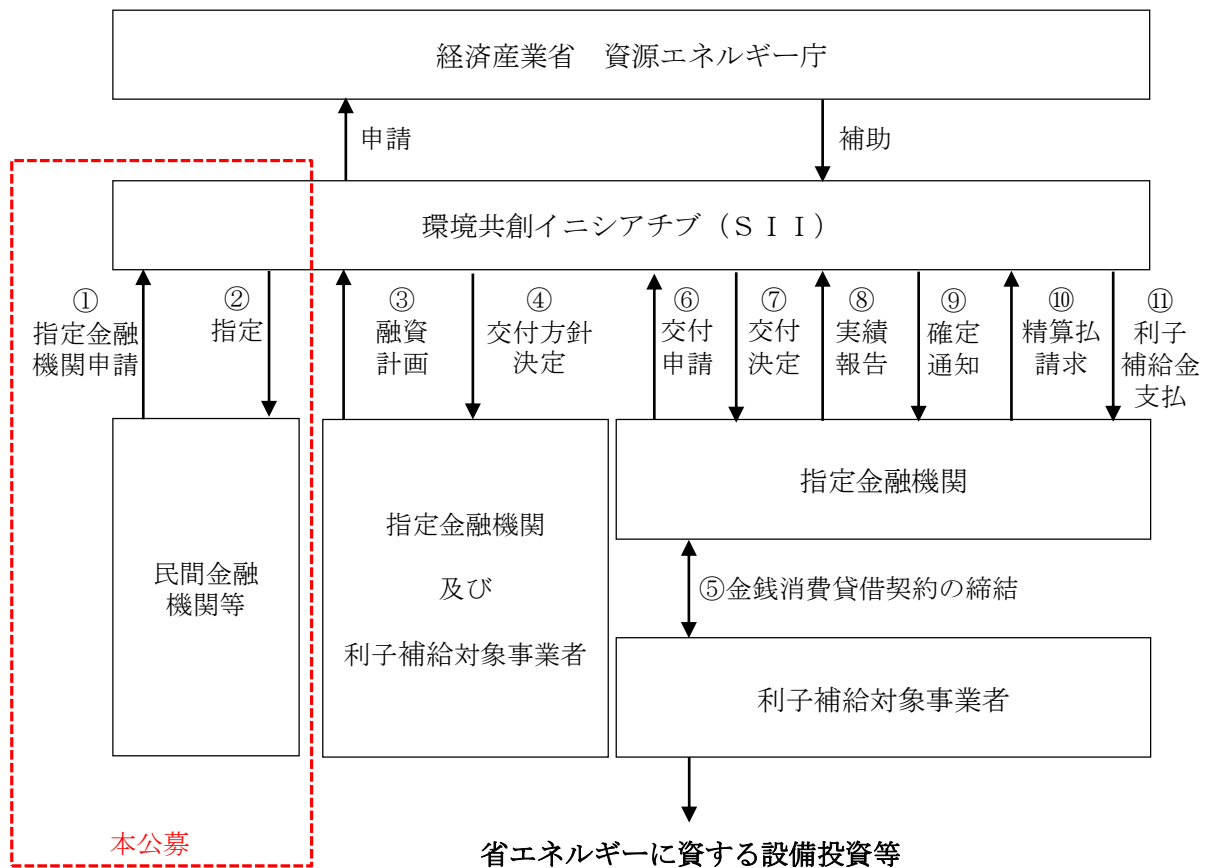 経済産業省　資源エネルギー庁
申請
補助
環境共創イニシアチブ（ＳＩＩ）
①
指定金融
機関申請
②
指定
③
融資
計画
④
交付方針
決定
⑥
交付
申請
⑦
交付
決定
⑧
実績
報告
⑨
確定
通知
⑩
精算払
請求
⑪
利子
補給金
支払
民間金融
機関等
指定金融機関
及び
利子補給対象事業者
指定金融機関
⑤金銭消費貸借契約の締結
利子補給対象事業者
本公募
省エネルギーに資する設備投資等